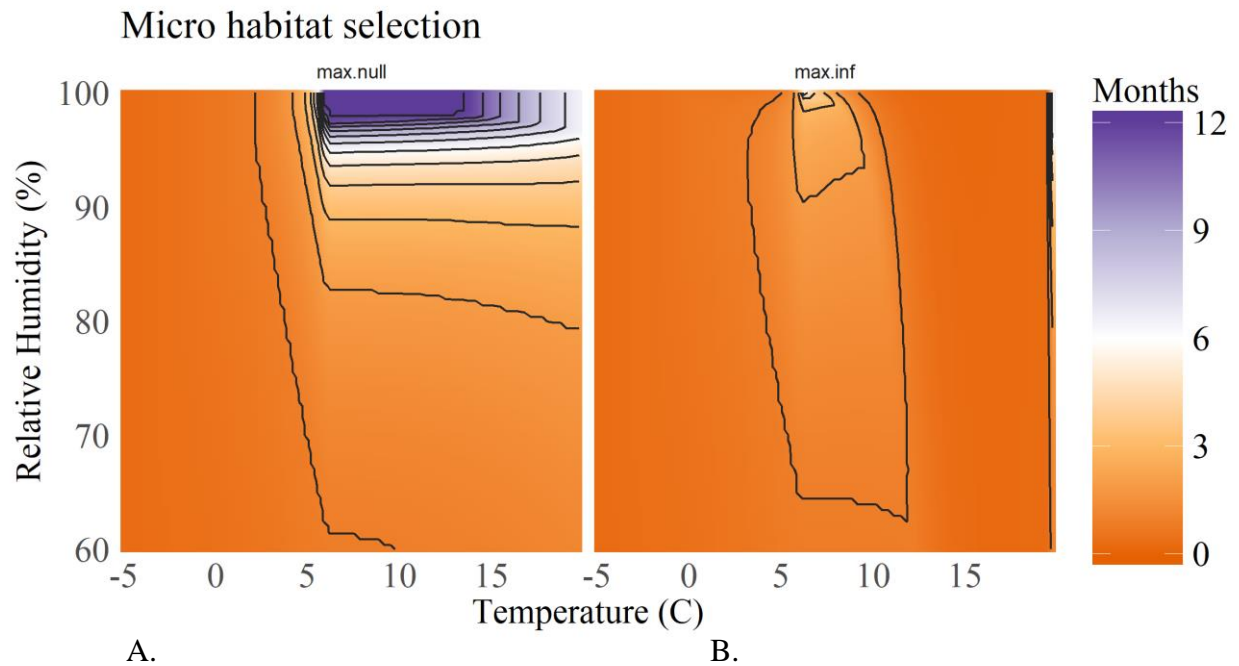 Micro habitat selection
max.null
max.inf
Months
100
90
80
70
60
Relative Humidity (%)
-5 0 5 10 15
-5 0 5 10 15
Temperature (C)
12
9
6
3
0
A. B.